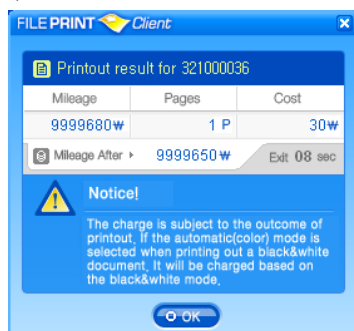 FILEPRINT Client
Printout result for 321000036
Mileage Pages Cost
9999680₩ 1 P 30₩
Mileage After 9999650₩ Exit 08 sec
Notice!
The charge is subject to the outcome of
printout. If the automatic(color) mode is
selected when printing out a black&white
document, It will be charged based on
the black&white mode.
OK